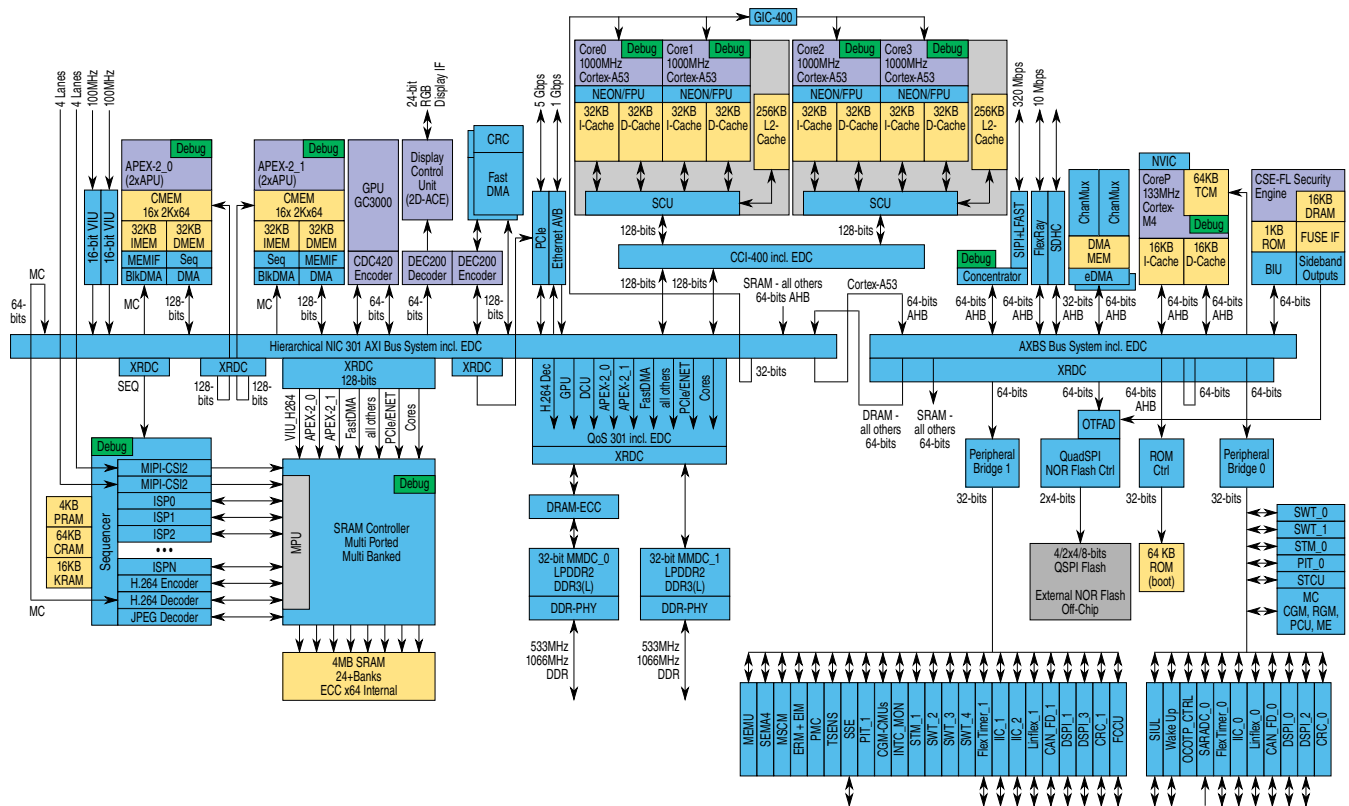 GIC-400
4 Lanes
4 Lanes
100MHz
100MHz
24-bit
RGB
Display IF
5 Gbps
1 Gbps
320 Mbps
10 Mbps
Core0
1000MHz
Cortex-A53
Debug
Core1
1000MHz
Cortex-A53
Debug
NEON/FPU
NEON/FPU
32KB
I-Cache
32KB
D-Cache
32KB
I-Cache
32KB
D-Cache
256KB
L2-
Cache
SCU
Core2
1000MHz
Cortex-A53
Debug
Core3
1000MHz
Cortex-A53
Debug
NEON/FPU
NEON/FPU
32KB
I-Cache
32KB
D-Cache
32KB
I-Cache
32KB
D-Cache
256KB
L2-
Cache
SCU
128-bits
128-bits
CCI-400 incl. EDC
128-bits
128-bits
16-bit VIU
16-bit VIU
Debug
APEX-2_0
(2xAPU)
CMEM
16x 2Kx64
32KB
IMEM
32KB
DMEM
MEMIF
Seq
BlkDMA
DMA
Debug
APEX-2_1
(2xAPU)
CMEM
16x 2Kx64
32KB
IMEM
32KB
DMEM
Seq
MEMIF
BlkDMA
DMA
GPU
GC3000
CDC420
Encoder
Display
Control
Unit
(2D-ACE)
DEC200
Decoder
DEC200
Encoder
CRC
Fast
DMA
PCIe
Ethernet AVB
SIPI+LFAST
FlexRay
SDHC
Debug
Concentrator
ChanMux
ChanMux
DMA
MEM
eDMA
NVIC
CoreP
133MHz
Cortex-
M4
64KB
TCM
Debug
16KB
I-Cache
16KB
D-Cache
CSE-FL Security
Engine
16KB
DRAM
1KB
ROM
FUSE IF
BIU
Sideband
Outputs
MC
64-
bits
MC
128-
bits
MC
128-
bits
64-
bits
64-
bits
128-
bits
SRAM - all others
64-bits AHB
Cortex-A53
64-bits
AHB
64-bits
AHB
32-bits
AHB
64-bits
AHB
64-bits
AHB
64-bits
AHB
64-bits
Hierarchical NIC 301 AXI Bus System incl. EDC
AXBS Bus System incl. EDC
XRDC
XRDC
XRDC
128-bits
XRDC
XRDC
SEQ
128-
bits
128-
bits
32-bits
VIU_H264
APEX-2_0
APEX-2_1
FastDMA
all others
PCIe/ENET
Cores
H.264 Dec
GPU
DCU
APEX-2_0
APEX-2_1
FastDMA
all others
PCIe/ENET
Cores
QoS 301 incl. EDC
XRDC
DRAM -
all others
64-bits
SRAM -
all others
64-bits
64-bits
64-bits
64-bits
AHB
64-bits
64-bits
Debug
Sequencer
MIPI-CSI2
MIPI-CSI2
ISP0
ISP1
ISP2
•••
ISPN
H.264 Encoder
H.264 Decoder
JPEG Decoder
4KB
PRAM
64KB
CRAM
16KB
KRAM
MC
Debug
MPU
SRAM Controller
Multi Ported
Multi Banked
4MB SRAM
24+Banks
ECC x64 Internal
DRAM-ECC
32-bit MMDC_0
LPDDR2
DDR3(L)
DDR-PHY
32-bit MMDC_1
LPDDR2
DDR3(L)
DDR-PHY
533MHz
1066MHz
DDR
533MHz
1066MHz
DDR
Peripheral
Bridge 1
32-bits
OTFAD
QuadSPI
NOR Flash Ctrl
2x4-bits
4/2x4/8-bits
QSPI Flash
External NOR Flash
Off-Chip
ROM
Ctrl
32-bits
64 KB
ROM
(boot)
Peripheral
Bridge 0
32-bits
SWT_0
SWT_1
STM_0
PIT_0
STCU
MC
CGM, RGM,
PCU, ME
MEMU
SEMA4
MSCM
ERM + EIM
PMC
TSENS
SSE
PIT_1
CGM-CMUs
INTC_MON
STM_1
SWT_2
SWT_3
SWT_4
FlexTimer_1
IIC_1
IIC_2
Linflex_1
CAN_FD_1
DSPI_1
DSPI_3
CRC_1
FCCU
SIUL
Wake Up
OCOTP_CTRL
SARADC_0
FlexTimer_0
IIC_0
Linflex_0
CAN_FD_0
DSPI_0
DSPI_2
CRC_0